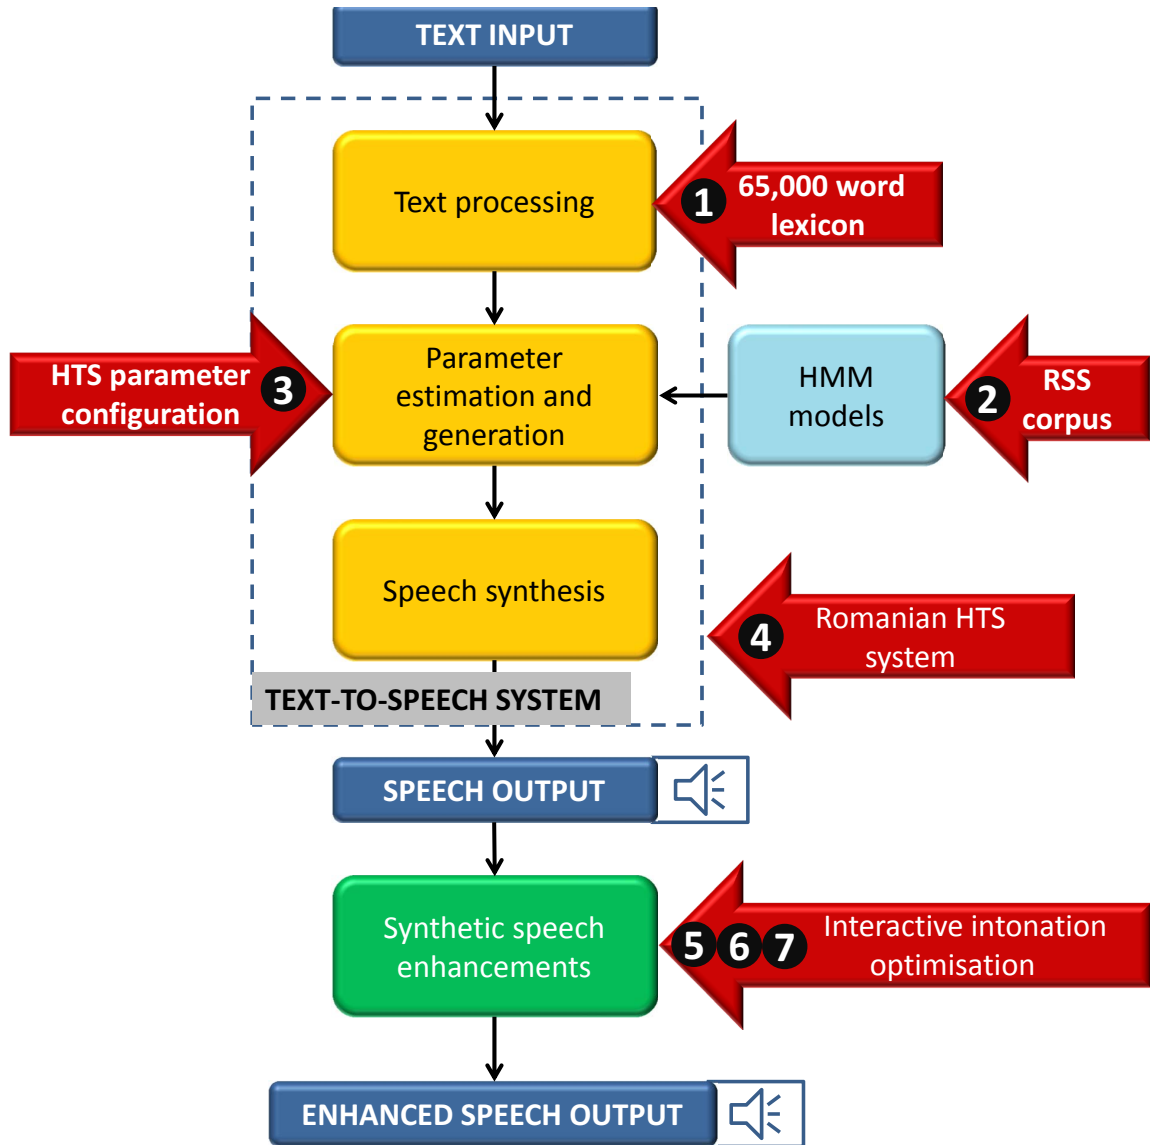 TEXT INPUT
Text processing
1
65,000 word
lexicon
HTS parameter
configuration
3
Parameter
estimation and
generation
HMM
models
2
RSS
corpus
Speech synthesis
4
Romanian HTS
system
TEXT-TO-SPEECH SYSTEM
SPEECH OUTPUT
Synthetic speech
enhancements
5 6 7
Interactive intonation
optimisation
ENHANCED SPEECH OUTPUT